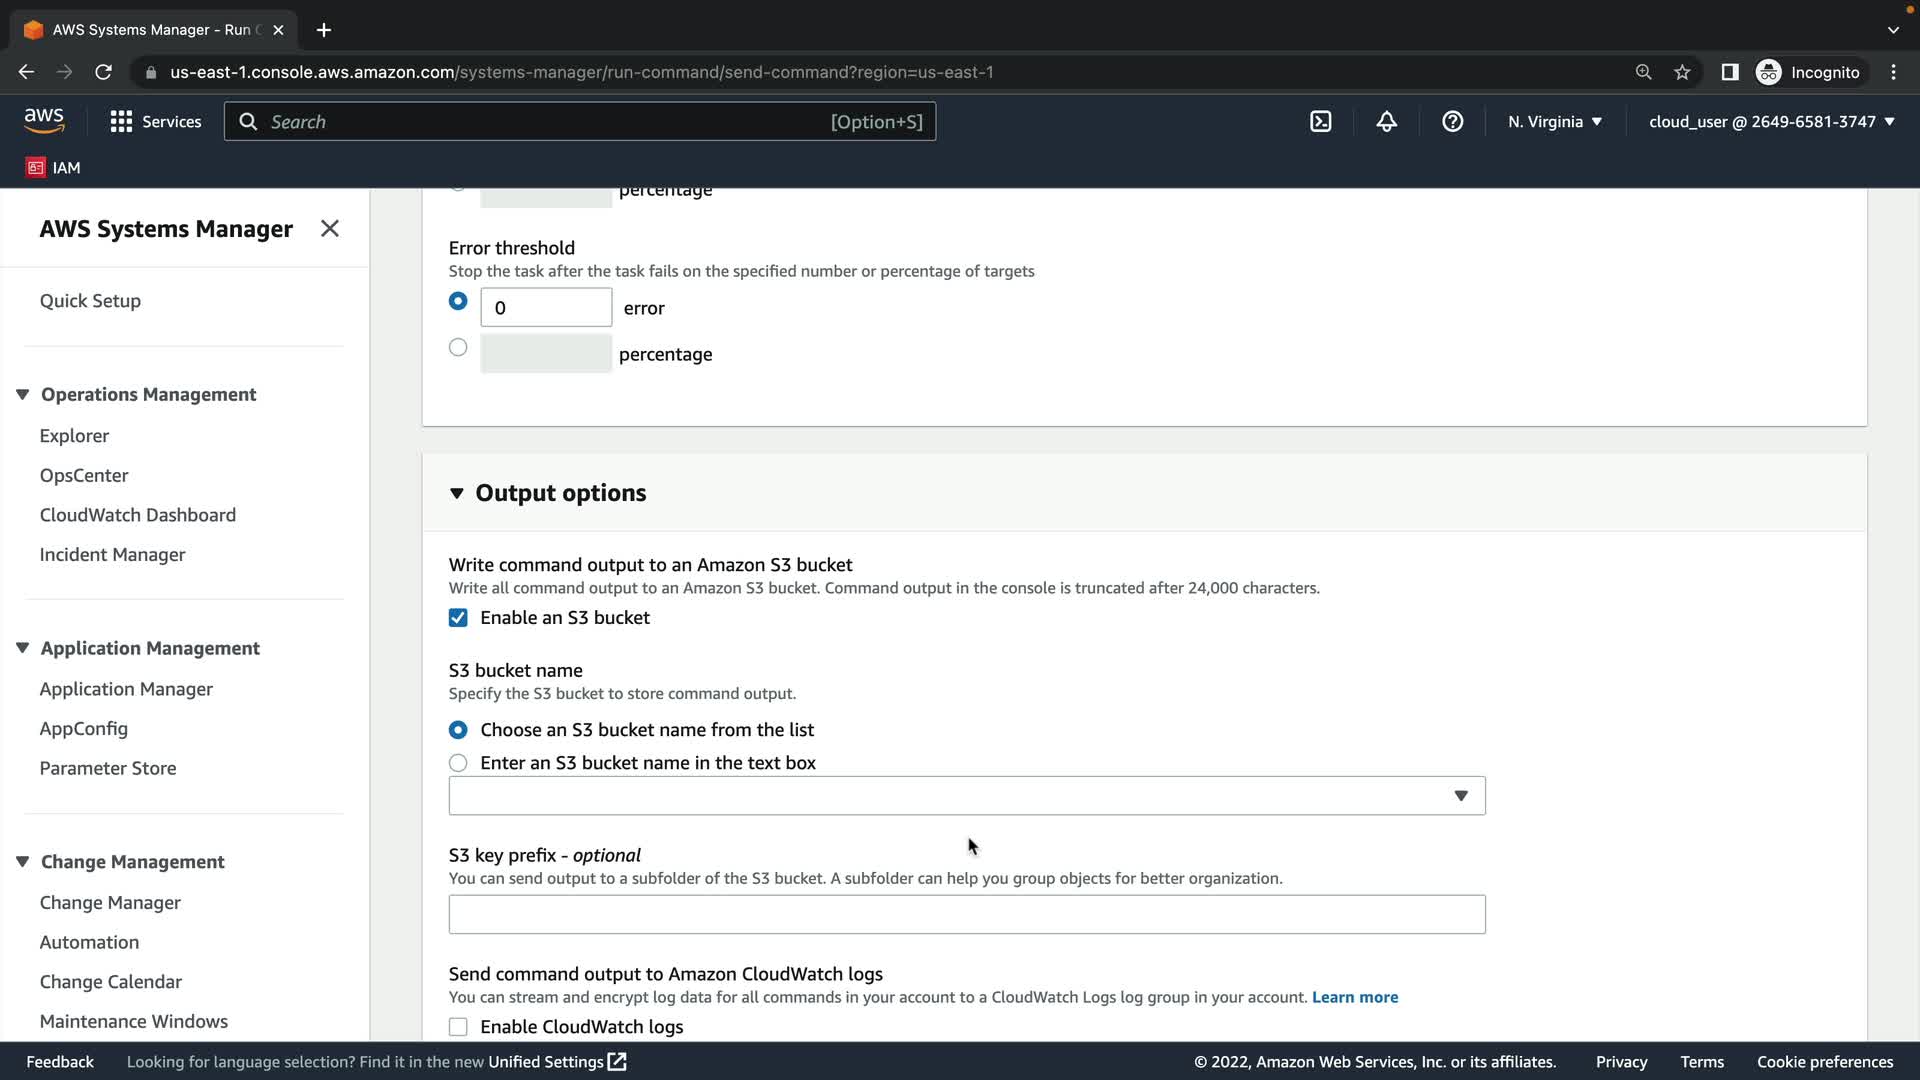 AWS Systems Manager - Run C
us-east-1.console.aws.amazon.com/systems-manager/run-command/send-command?region=us-east-1
Incognito
aws
Services
Search
[Option+S]
N. Virginia
cloud_user @ 2649-6581-3747
IAM
AWS Systems Manager
Quick Setup
Operations Management
Explorer
OpsCenter
CloudWatch Dashboard
Incident Manager
Application Management
Application Manager
AppConfig
Parameter Store
Change Management
Change Manager
Automation
Change Calendar
Maintenance Windows
percentage
Error threshold
Stop the task after the task fails on the specified number or percentage of targets
0 error
percentage
Output options
Write command output to an Amazon S3 bucket
Write all command output to an Amazon S3 bucket. Command output in the console is truncated after 24,000 characters.
Enable an S3 bucket
S3 bucket name
Specify the S3 bucket to store command output.
Choose an S3 bucket name from the list
Enter an S3 bucket name in the text box
S3 key prefix - optional
You can send output to a subfolder of the S3 bucket. A subfolder can help you group objects for better organization.
Send command output to Amazon CloudWatch logs
You can stream and encrypt log data for all commands in your account to a CloudWatch Logs log group in your account. Learn more
Enable CloudWatch logs
Feedback
Looking for language selection? Find it in the new Unified Settings
© 2022, Amazon Web Services, Inc. or its affiliates.
Privacy
Terms
Cookie preferences